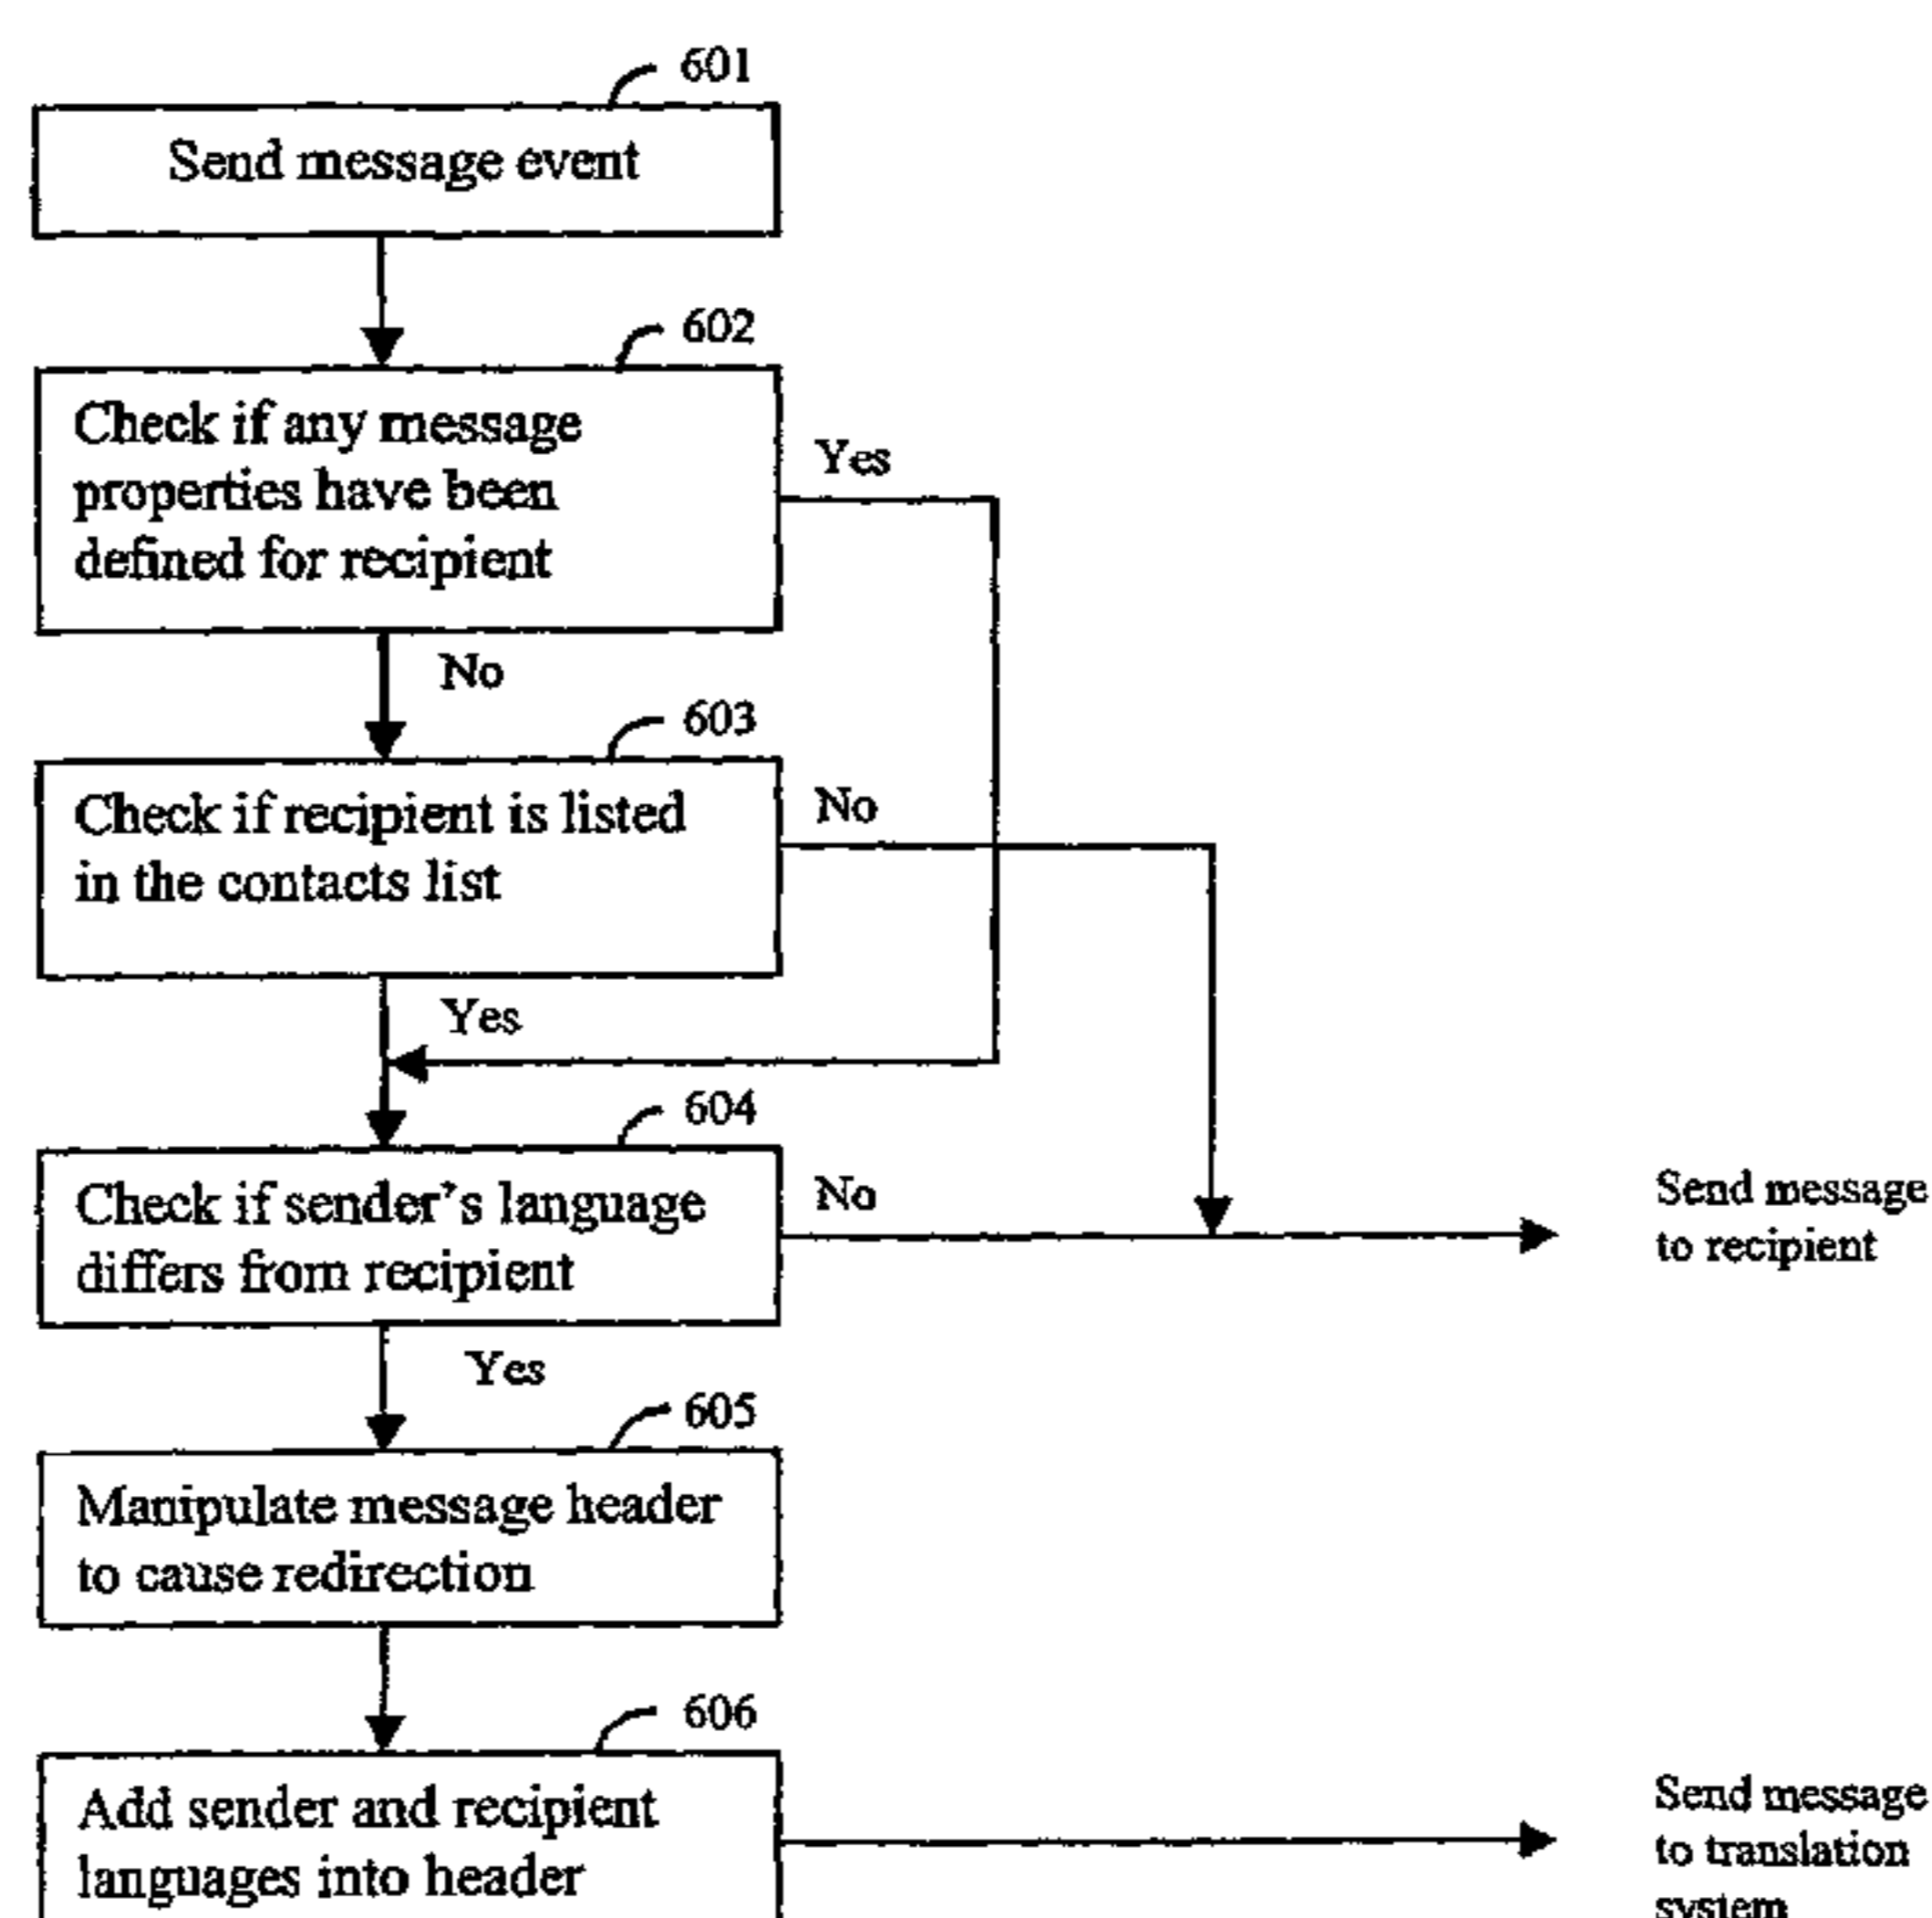 601
Send message event
602
Check if any message
properties have been
defined for recipient
Yes
No
603
Check if recipient is listed
in the contacts list
No
Yes
604
Check if sender's language
differs from recipient
No
Send message
to recipient
Yes
605
Manipulate message header
to cause redirection
606
Add sender and recipient
languages into header
Send message
to translation
system